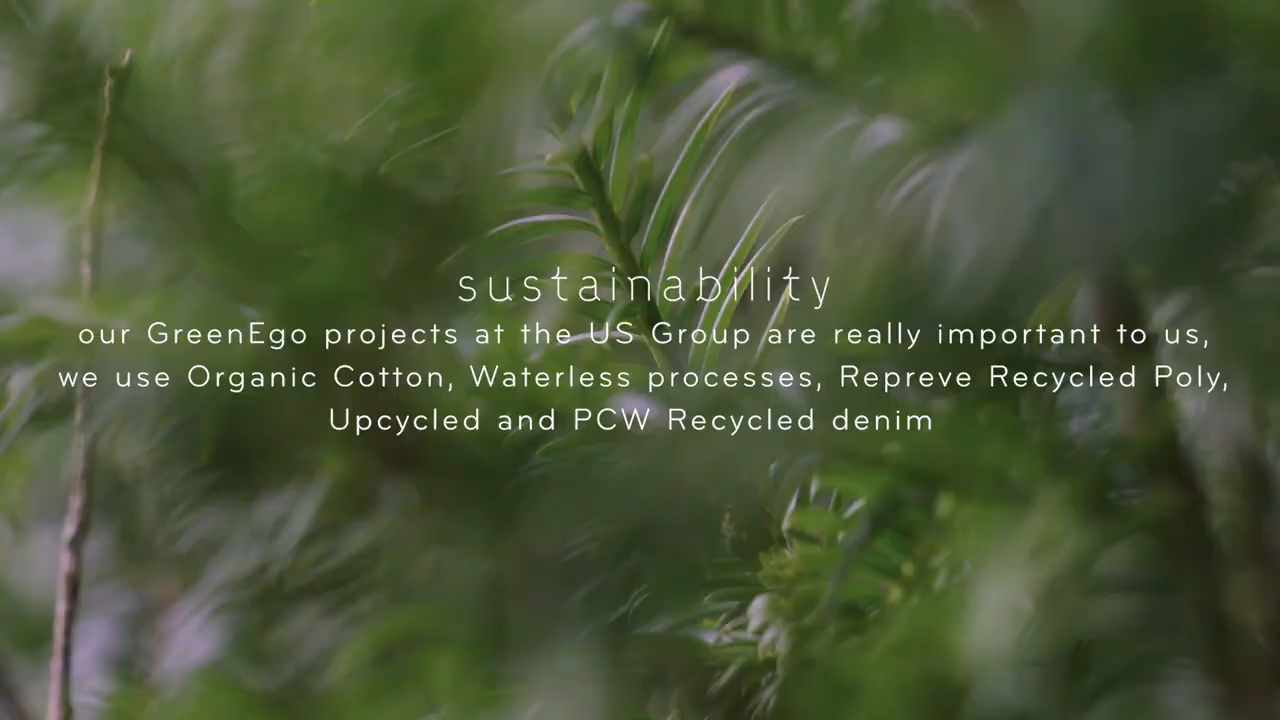 sustainability
our GreenEgo projects at the US Group are really important to us,
we use Organic Cotton, Waterless processes, Repreve Recycled Poly,
Upcycled and PCW Recycled denim